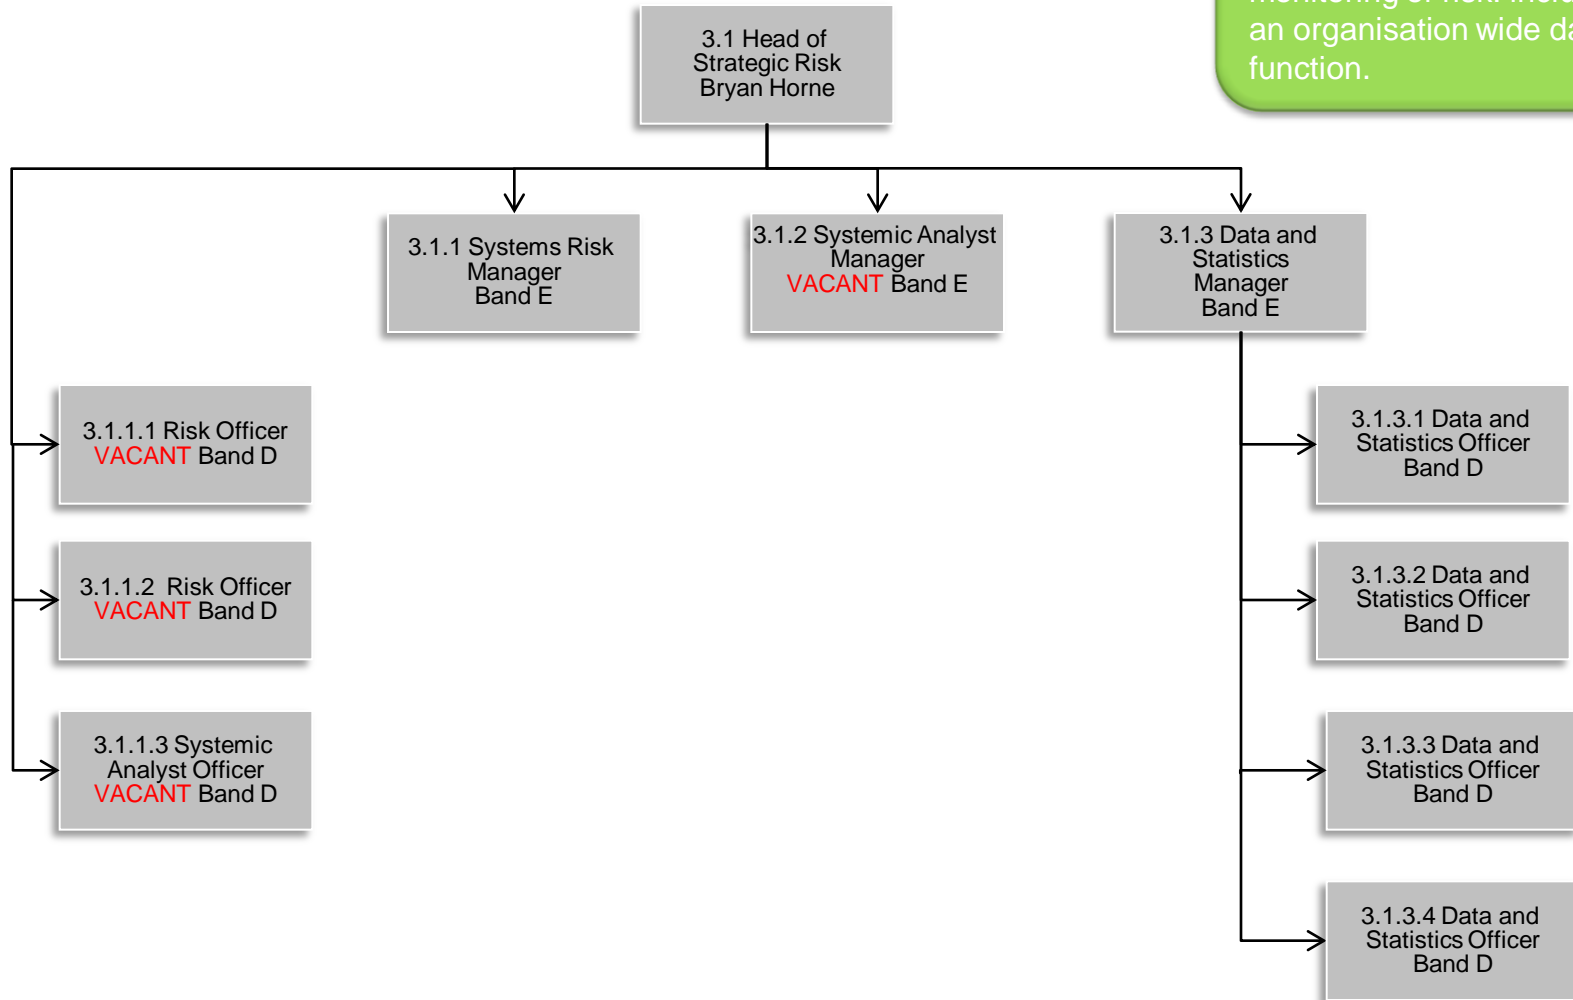 monitoring of risk. Includ
an organisation wide da
function.
3.1 Head of
Strategic Risk
Bryan Horne
3.1.1 Systems Risk
Manager
Band E
3.1.2 Systemic Analyst
Manager
VACANT Band E
3.1.3 Data and
Statistics
Manager
Band E
3.1.1.1 Risk Officer
VACANT Band D
3.1.1.2 Risk Officer
VACANT Band D
3.1.1.3 Systemic
Analyst Officer
VACANT Band D
3.1.3.1 Data and
Statistics Officer
Band D
3.1.3.2 Data and
Statistics Officer
Band D
3.1.3.3 Data and
Statistics Officer
Band D
3.1.3.4 Data and
Statistics Officer
Band D